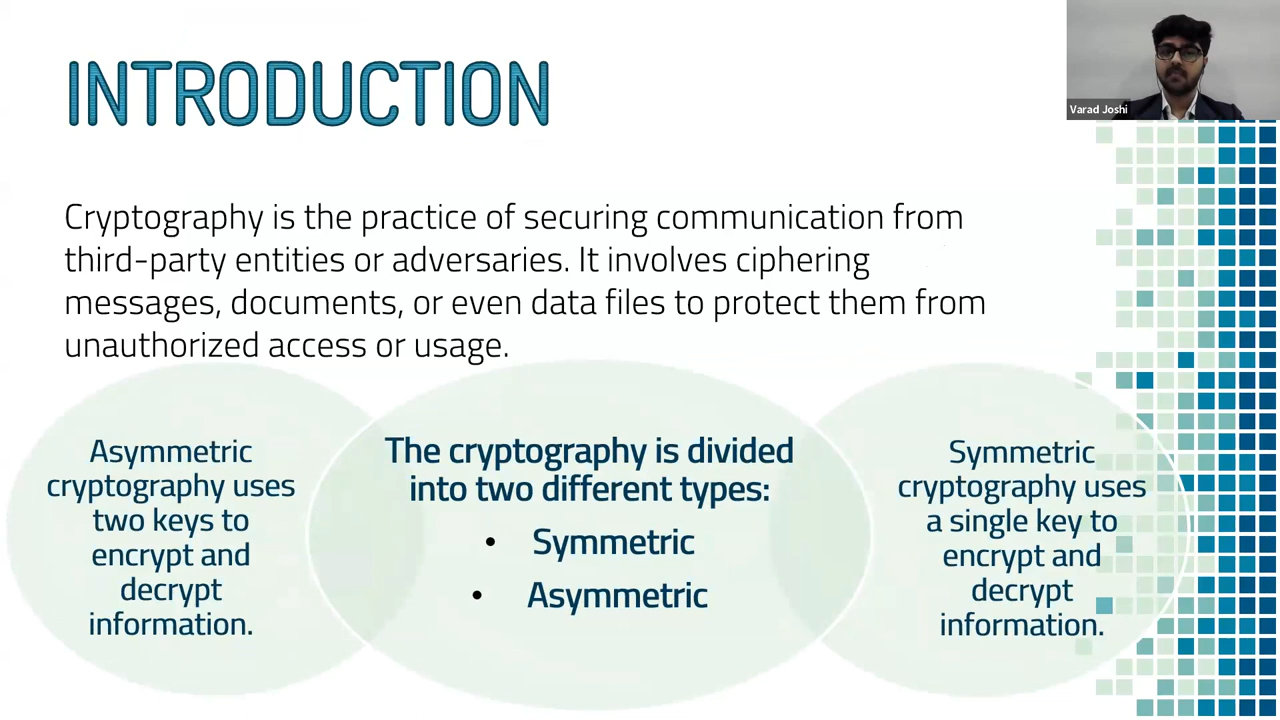 INTRODUCTION
Varad Joshi
Cryptography is the practice of securing communication from
third-party entities or adversaries. It involves ciphering
messages, documents, or even data files to protect them from
unauthorized access or usage.
Asymmetric
cryptography uses
two keys to
encrypt and
decrypt
information.
The cryptography is divided
into two different types:
• Symmetric
• Asymmetric
Symmetric
cryptography uses
a single key to
encrypt and
decrypt
information.